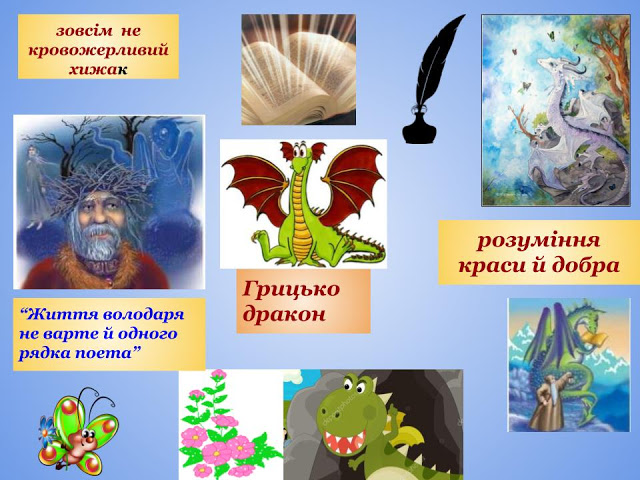 зовсім не
кровожерливий
хижак
розуміння
краси й добра
Грицько
дракон
“Життя володаря
не варте й одного
рядка поета”